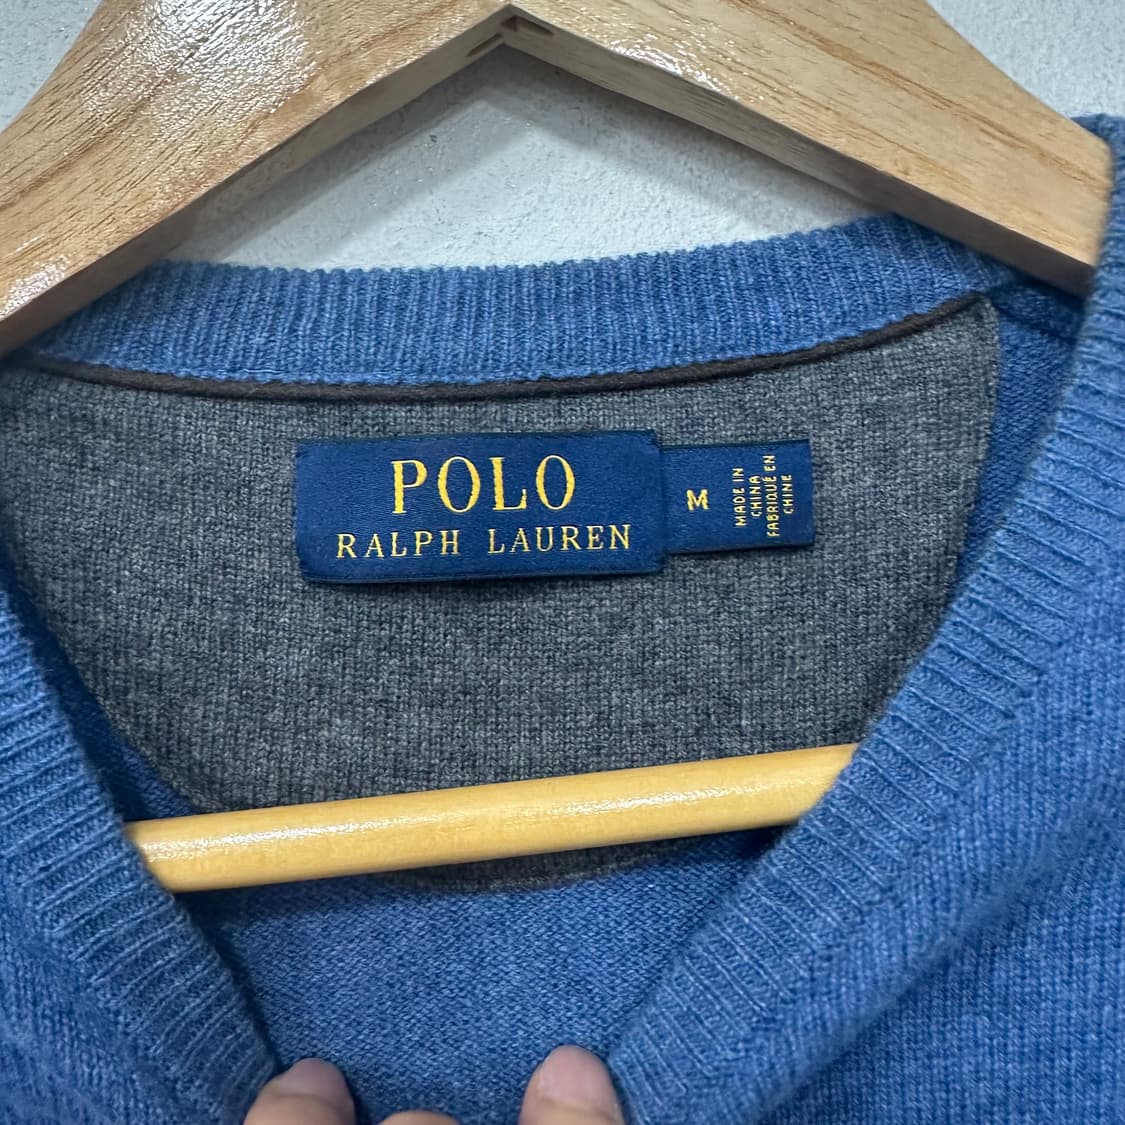 POLO
RALPH LAUREN
M
MADE IN
CHINA
FABRIQUÉ EN
CHINE